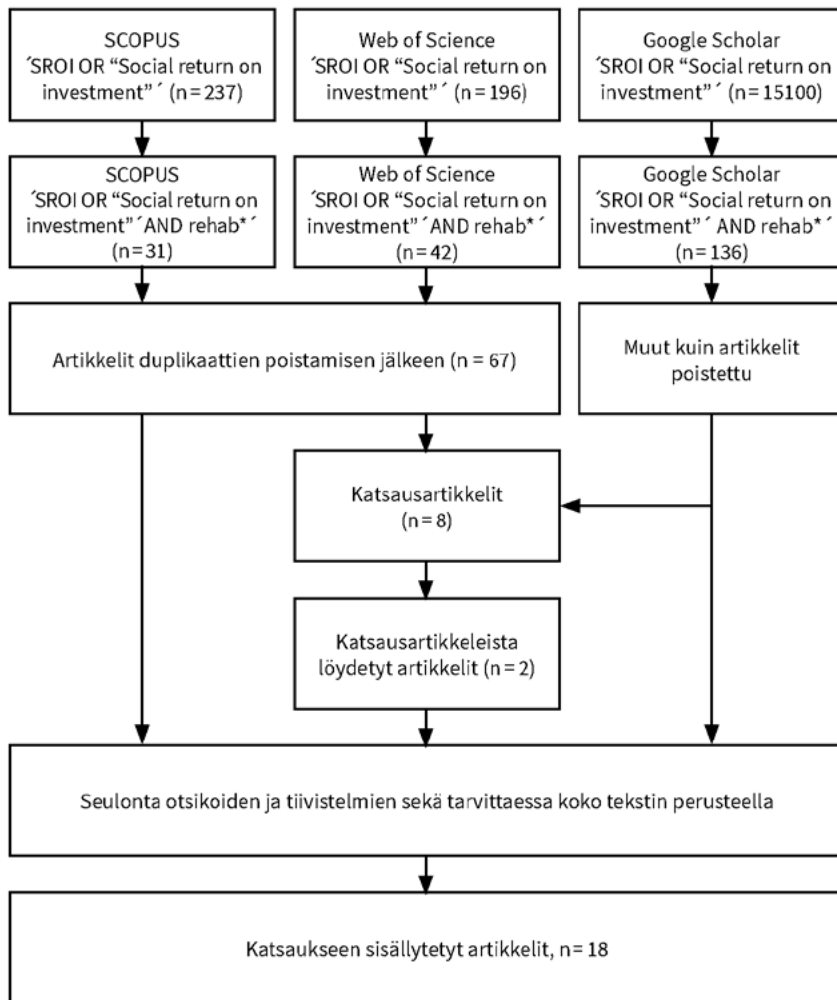 SCOPUS
´SROI OR “Social return on
investment”´ (n=237)
Web of Science
´SROI OR “Social return on
investment”´ (n=196)
Google Scholar
´SROI OR “Social return on
investment”´ (n=15100)
SCOPUS
´SROI OR “Social return on
investment”´AND rehab*´
(n=31)
Web of Science
´SROI OR “Social return on
investment”´AND rehab*´
(n=42)
Google Scholar
´SROI OR “Social return on
investment”´ AND rehab*´
(n=136)
Artikkelit duplikaattien poistamisen jälkeen (n = 67)
Muut kuin artikkelit
poistettu
Katsausartikkelit
(n=8)
Katsausartikkeleista
löydetyt artikkelit (n=2)
Seulonta otsikoiden ja tiivistelmien sekä tarvittaessa koko tekstin perusteella
Katsaukseen sisällytetyt artikkelit, n=18